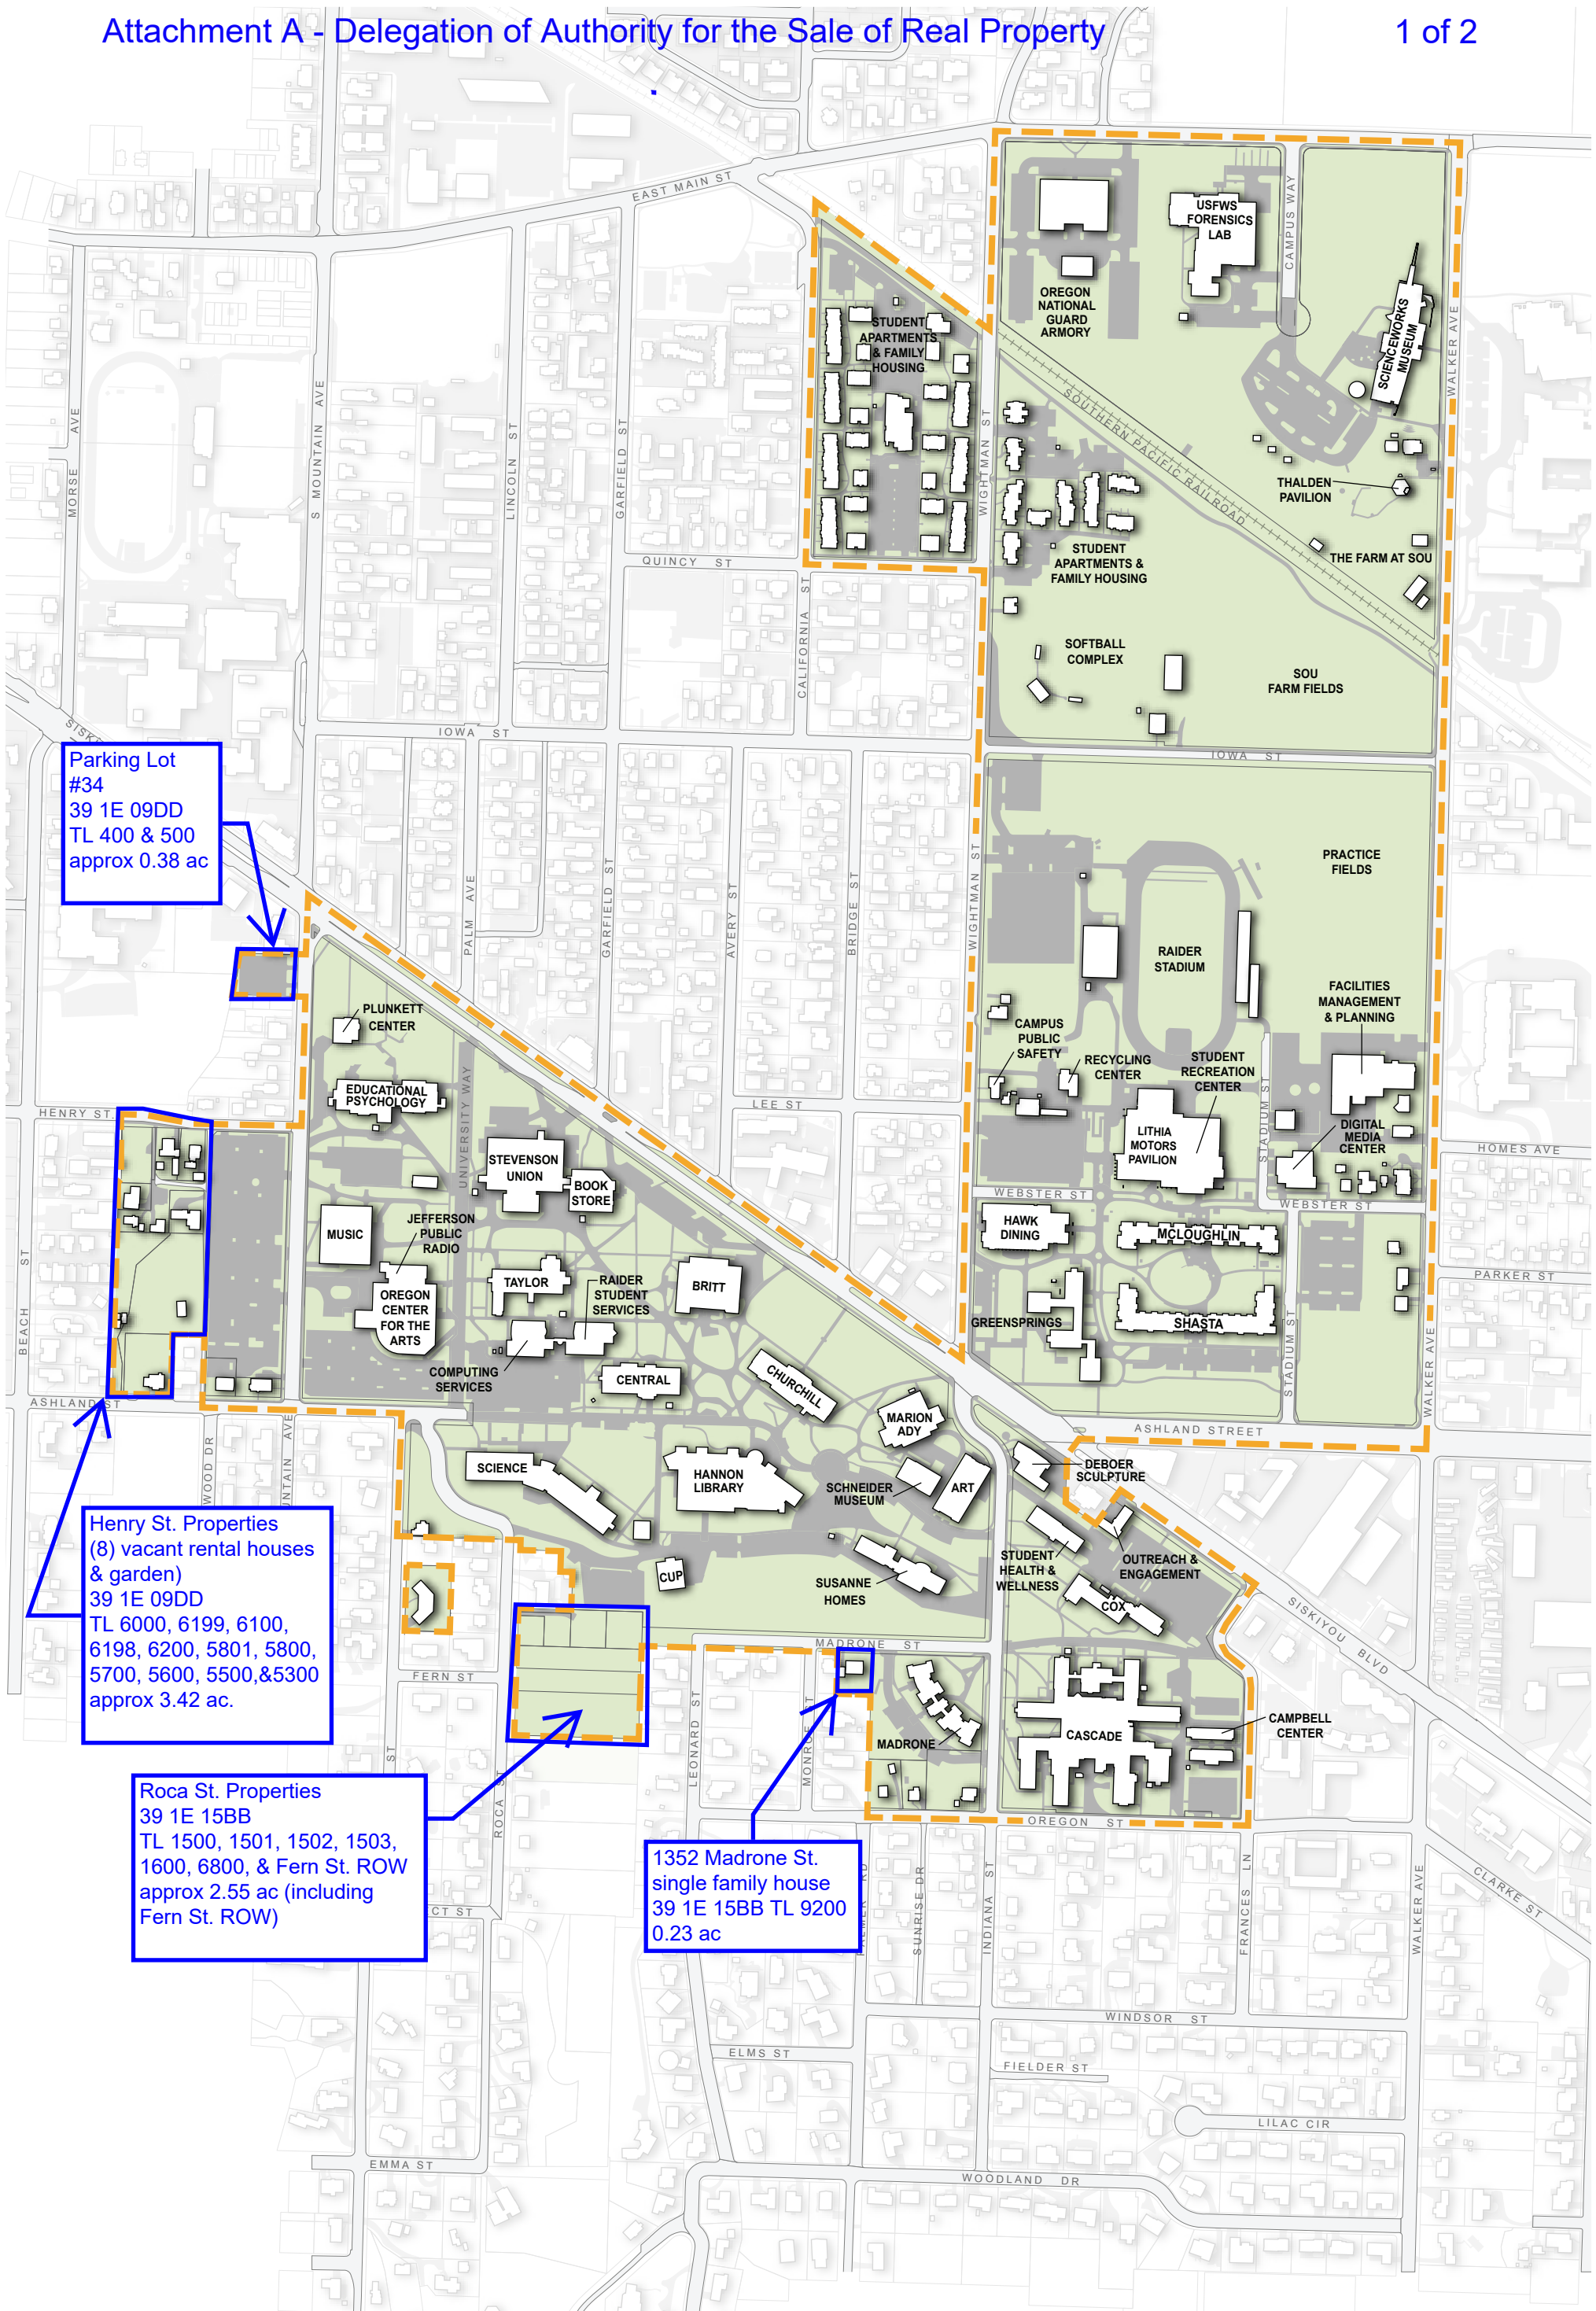 Attachment A - Delegation of Authority for the Sale of Real Property
1 of 2
EAST MAIN ST
CAMPUS WAY
USFWS
FORENSICS
LAB
OREGON
NATIONAL
GUARD
ARMORY
SCIENCEWORKS
MUSEUM
WALKER AVE
STUDENT
APARTMENTS
& FAMILY
HOUSING
MORSE AVE
S MOUNTAIN AVE
LINCOLN ST
GARFIELD ST
WIGHTMAN ST
SOUTHERN PACIFIC RAILROAD
THALDEN
PAVILION
THE FARM AT SOU
STUDENT
APARTMENTS &
FAMILY HOUSING
QUINCY ST
CALIFORNIA ST
SOFTBALL
COMPLEX
SOU
FARM FIELDS
IOWA ST
IOWA ST
Parking Lot
#34
39 1E 09DD
TL 400 & 500
approx 0.38 ac
PALM AVE
GARFIELD ST
AVERY ST
BRIDGE ST
WIGHTMAN ST
PRACTICE
FIELDS
RAIDER
STADIUM
FACILITIES
MANAGEMENT
& PLANNING
PLUNKETT
CENTER
CAMPUS
PUBLIC
SAFETY
RECYCLING
CENTER
STUDENT
RECREATION
CENTER
EDUCATIONAL
PSYCHOLOGY
HENRY ST
LEE ST
UNIVERSITY WAY
STADIUM ST
LITHIA
MOTORS
PAVILION
DIGITAL
MEDIA
CENTER
HOMES AVE
STEVENSON
UNION
BOOK
STORE
WEBSTER ST
WEBSTER ST
MUSIC
JEFFERSON
PUBLIC
RADIO
HAWK
DINING
MCLOUGHLIN
OREGON
CENTER
FOR THE
ARTS
TAYLOR
RAIDER
STUDENT
SERVICES
BRITT
PARKER ST
BEACH ST
GREENSPRINGS
SHASTA
STADIUM ST
WALKER AVE
COMPUTING
SERVICES
CENTRAL
CHURCHILL
ASHLAND ST
MARION
ADY
ASHLAND STREET
SCIENCE
HANNON
LIBRARY
SCHNEIDER
MUSEUM
ART
DEBOER
SCULPTURE
Henry St. Properties
(8) vacant rental houses
& garden)
39 1E 09DD
TL 6000, 6199, 6100,
6198, 6200, 5801, 5800,
5700, 5600, 5500,&5300
approx 3.42 ac.
CUP
SUSANNE
HOMES
STUDENT
HEALTH &
WELLNESS
OUTREACH &
ENGAGEMENT
COX
SISKIYOU BLVD
MADRONE ST
FERN ST
LEONARD ST
MADRONE
CASCADE
CAMPBELL
CENTER
Roca St. Properties
39 1E 15BB
TL 1500, 1501, 1502, 1503,
1600, 6800, & Fern St. ROW
approx 2.55 ac (including
Fern St. ROW)
ROCA ST
OREGON ST
1352 Madrone St.
single family house
39 1E 15BB TL 9200
0.23 ac
SUNRISE DR
INDIANA ST
FRANCES LN
WALKER AVE
CLARKE ST
WINDSOR ST
ELMS ST
FIELDER ST
LILAC CIR
EMMA ST
WOODLAND DR